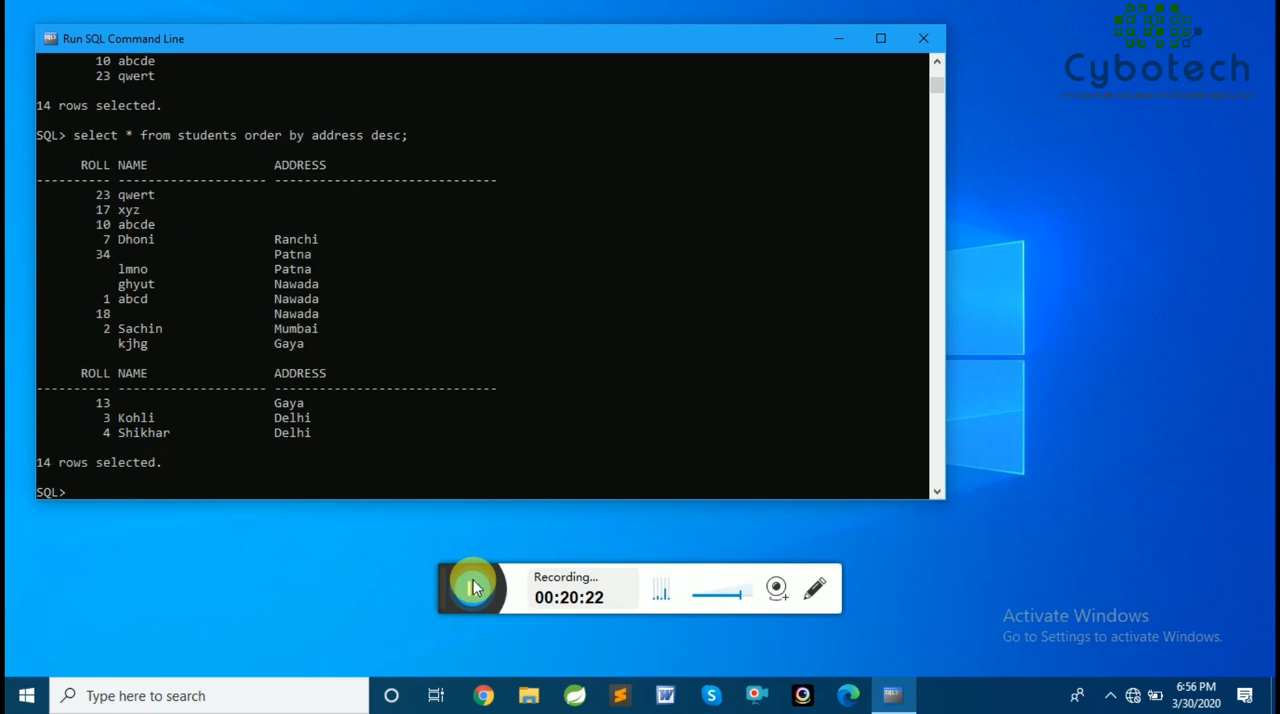 Run SQL Command Line
Cybotech
10 abcde
23 qwert
14 rows selected.
SQL> select * from students order by address desc;
ROLL NAME ADDRESS
---------- -------------------- ------------------------------
23 qwert
17 xyz
10 abcde
7 Dhoni Ranchi
34 Patna
lmno Patna
ghyut Nawada
1 abcd Nawada
18 Nawada
2 Sachin Mumbai
kjhg Gaya
ROLL NAME ADDRESS
---------- -------------------- ------------------------------
13 Gaya
3 Kohli Delhi
4 Shikhar Delhi
14 rows selected.
SQL>
Recording...
00:20:22
Activate Windows
Go to Settings to activate Windows.
Type here to search
6:56 PM
3/30/2020